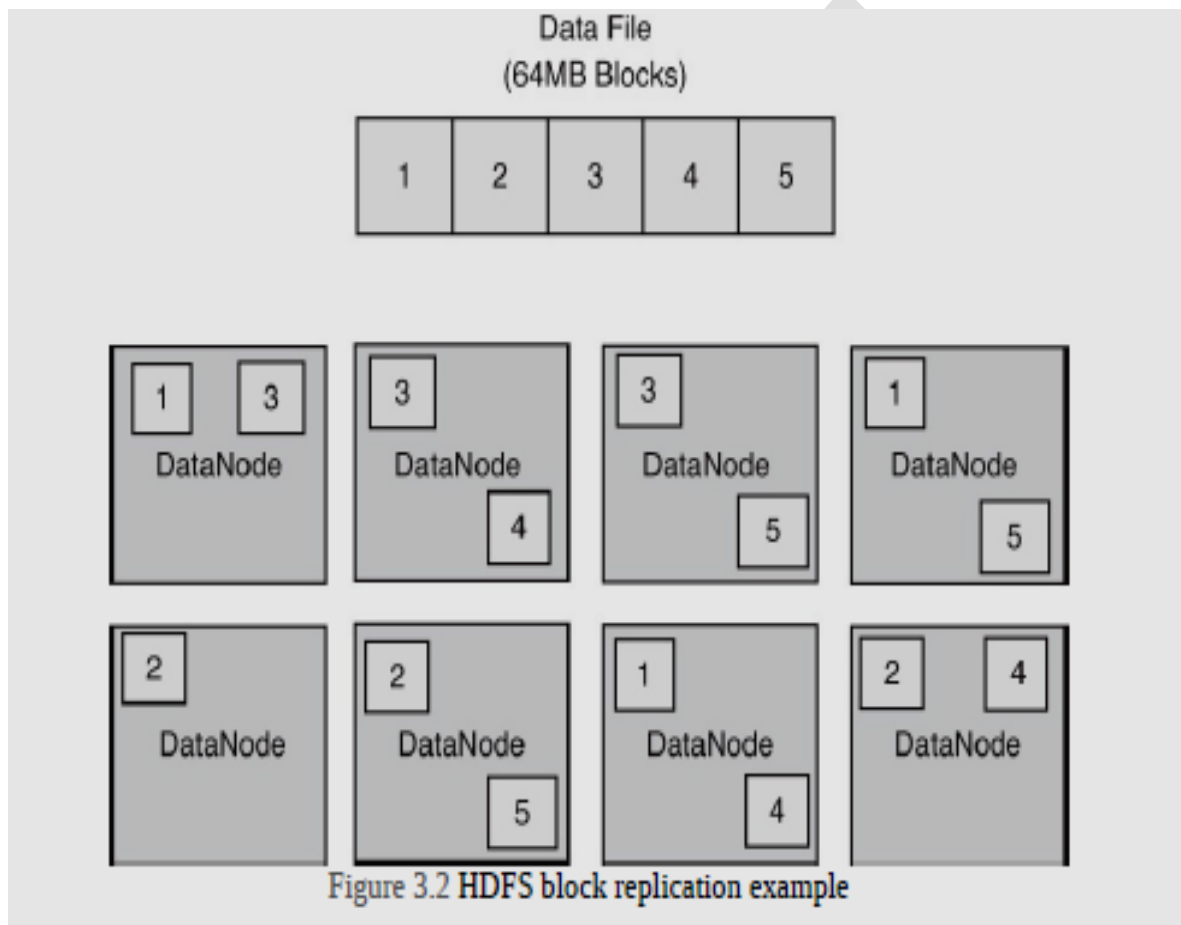 Data File
(64MB Blocks)
1 2 3 4 5
1 3
DataNode
3
DataNode
4
3
DataNode
5
1
DataNode
5
2
DataNode
2
DataNode
5
1
DataNode
4
2 4
DataNode
Figure 3.2 HDFS block replication example